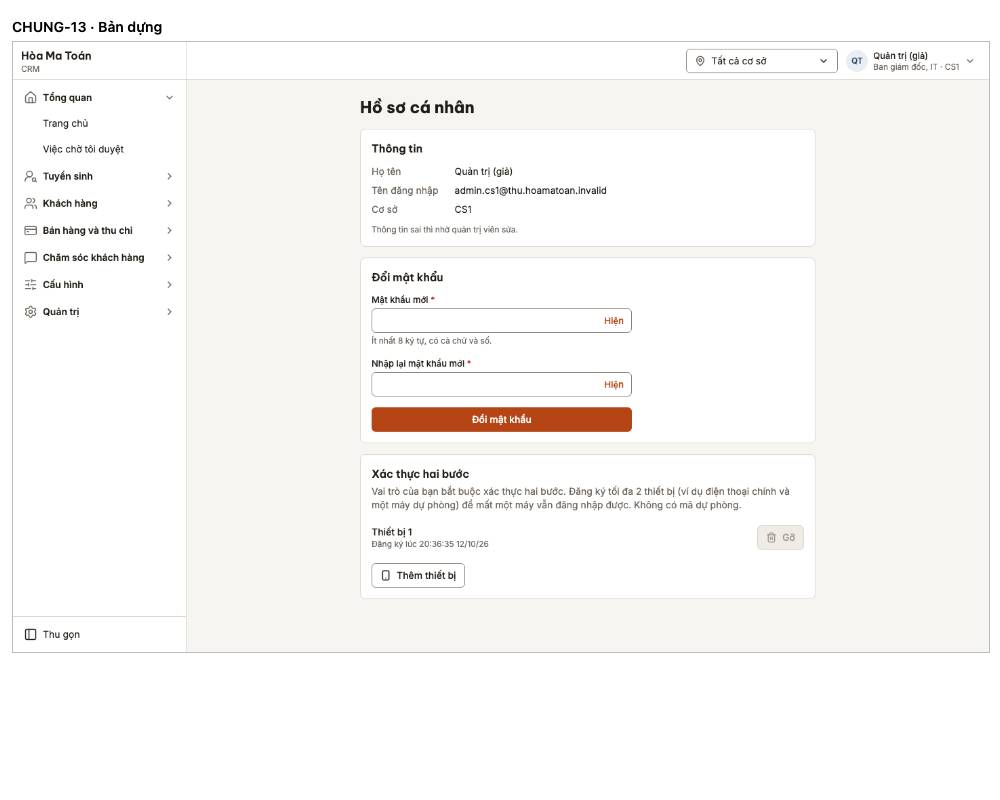 CHUNG-13 · Bản dựng
Hòa Ma Toán
CRM
Tất cả cơ sở
QT
Quản trị (giả)
Ban giám đốc, IT · CS1
Tổng quan
Trang chủ
Việc chờ tôi duyệt
Tuyển sinh
Khách hàng
Bán hàng và thu chi
Chăm sóc khách hàng
Cấu hình
Quản trị
Thu gọn
Hồ sơ cá nhân
Thông tin
Họ tên Quản trị (giả)
Tên đăng nhập admin.cs1@thu.hoamatoan.invalid
Cơ sở CS1
Thông tin sai thì nhờ quản trị viên sửa.
Đổi mật khẩu
Mật khẩu mới *
Hiện
Ít nhất 8 ký tự, có cả chữ và số.
Nhập lại mật khẩu mới *
Hiện
Đổi mật khẩu
Xác thực hai bước
Vai trò của bạn bắt buộc xác thực hai bước. Đăng ký tối đa 2 thiết bị (ví dụ điện thoại chính và
một máy dự phòng) để mất một máy vẫn đăng nhập được. Không có mã dự phòng.
Thiết bị 1
Đăng ký lúc 20:36:35 12/10/26
Gỡ
Thêm thiết bị